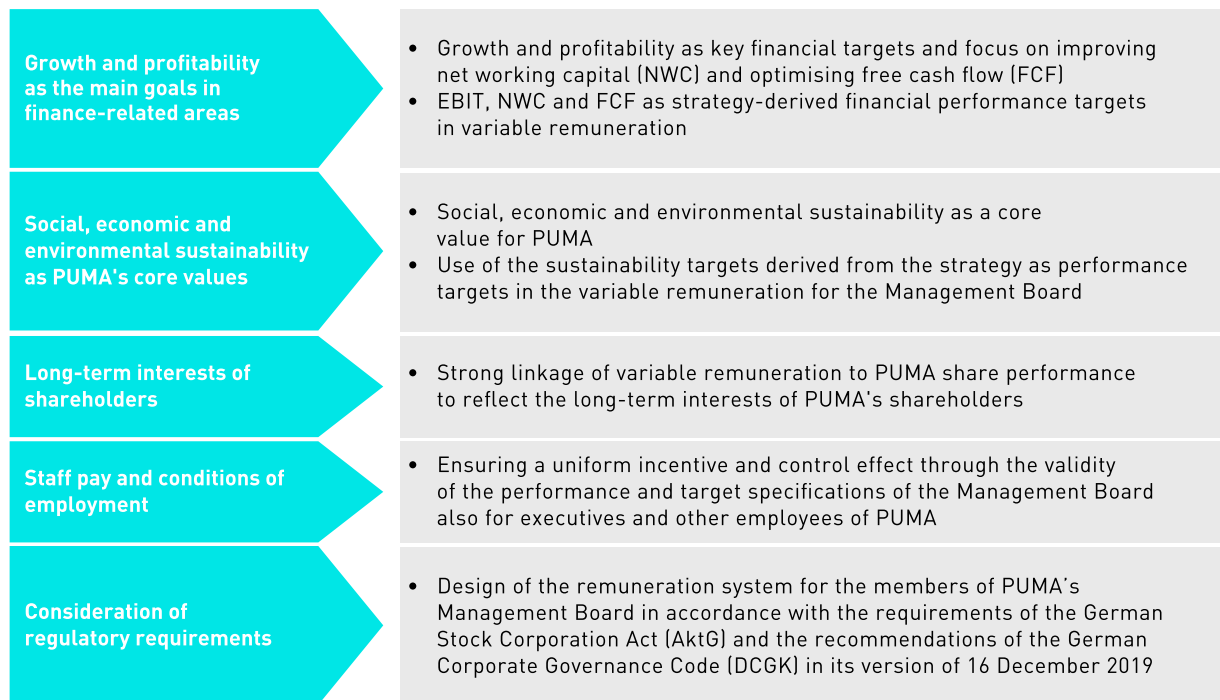 Growth and profitability
as the main goals in
finance-related areas
• Growth and profitability as key financial targets and focus on improving
net working capital (NWC) and optimising free cash flow (FCF)
• EBIT, NWC and FCF as strategy-derived financial performance targets
in variable remuneration
Social, economic and
environmental sustainability
as PUMA's core values
• Social, economic and environmental sustainability as a core
value for PUMA
• Use of the sustainability targets derived from the strategy as performance
targets in the variable remuneration for the Management Board
Long-term interests of
shareholders
• Strong linkage of variable remuneration to PUMA share performance
to reflect the long-term interests of PUMA's shareholders
Staff pay and conditions of
employment
• Ensuring a uniform incentive and control effect through the validity
of the performance and target specifications of the Management Board
also for executives and other employees of PUMA
Consideration of
regulatory requirements
• Design of the remuneration system for the members of PUMA’s
Management Board in accordance with the requirements of the German
Stock Corporation Act (AktG) and the recommendations of the German
Corporate Governance Code (DCGK) in its version of 16 December 2019